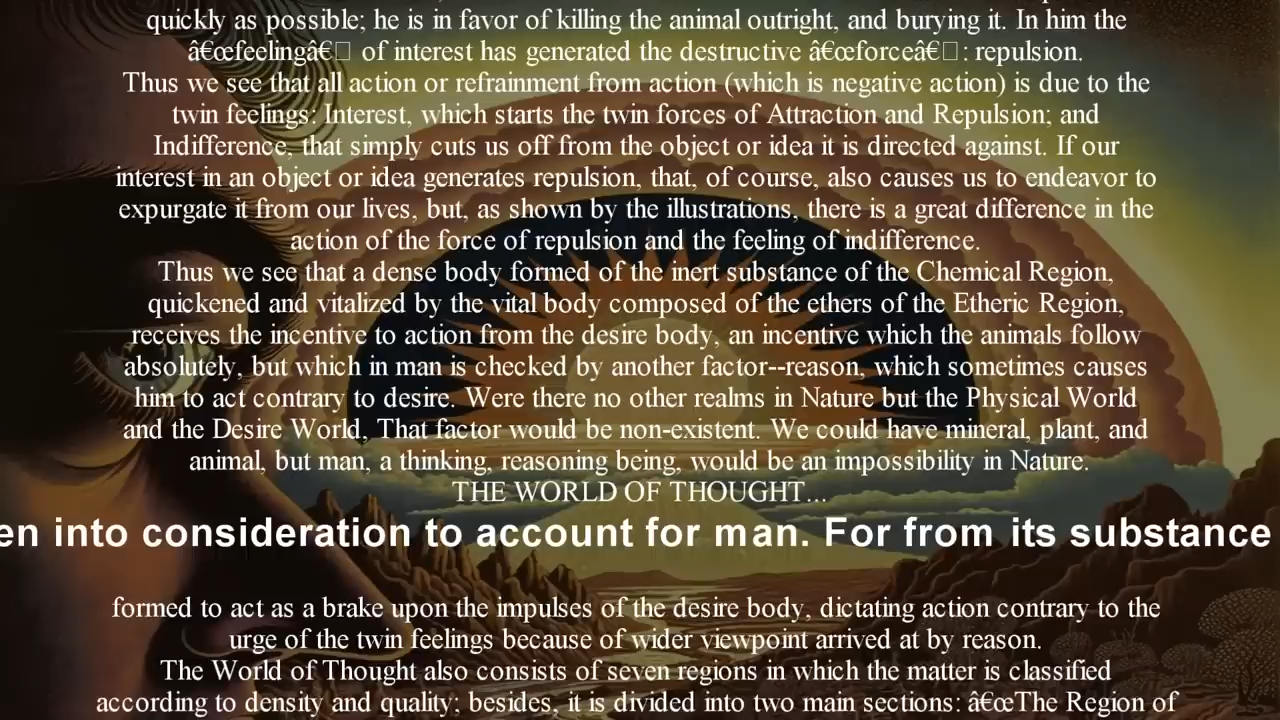 quickly as possible; he is in favor of killing the animal outright, and burying it. In him the
â€œfeelingâ€□ of interest has generated the destructive â€œforceâ€□: repulsion.
Thus we see that all action or refrainment from action (which is negative action) is due to the
twin feelings: Interest, which starts the twin forces of Attraction and Repulsion; and
Indifference, that simply cuts us off from the object or idea it is directed against. If our
interest in an object or idea generates repulsion, that, of course, also causes us to endeavor to
expurgate it from our lives, but, as shown by the illustrations, there is a great difference in the
action of the force of repulsion and the feeling of indifference.
Thus we see that a dense body formed of the inert substance of the Chemical Region,
quickened and vitalized by the vital body composed of the ethers of the Etheric Region,
receives the incentive to action from the desire body, an incentive which the animals follow
absolutely, but which in man is checked by another factor--reason, which sometimes causes
him to act contrary to desire. Were there no other realms in Nature but the Physical World
and the Desire World, That factor would be non-existent. We could have mineral, plant, and
animal, but man, a thinking, reasoning being, would be an impossibility in Nature.
THE WORLD OF THOUGHT...
en into consideration to account for man. For from its substance
formed to act as a brake upon the impulses of the desire body, dictating action contrary to the
urge of the twin feelings because of wider viewpoint arrived at by reason.
The World of Thought also consists of seven regions in which the matter is classified
according to density and quality; besides, it is divided into two main sections: â€œThe Region of